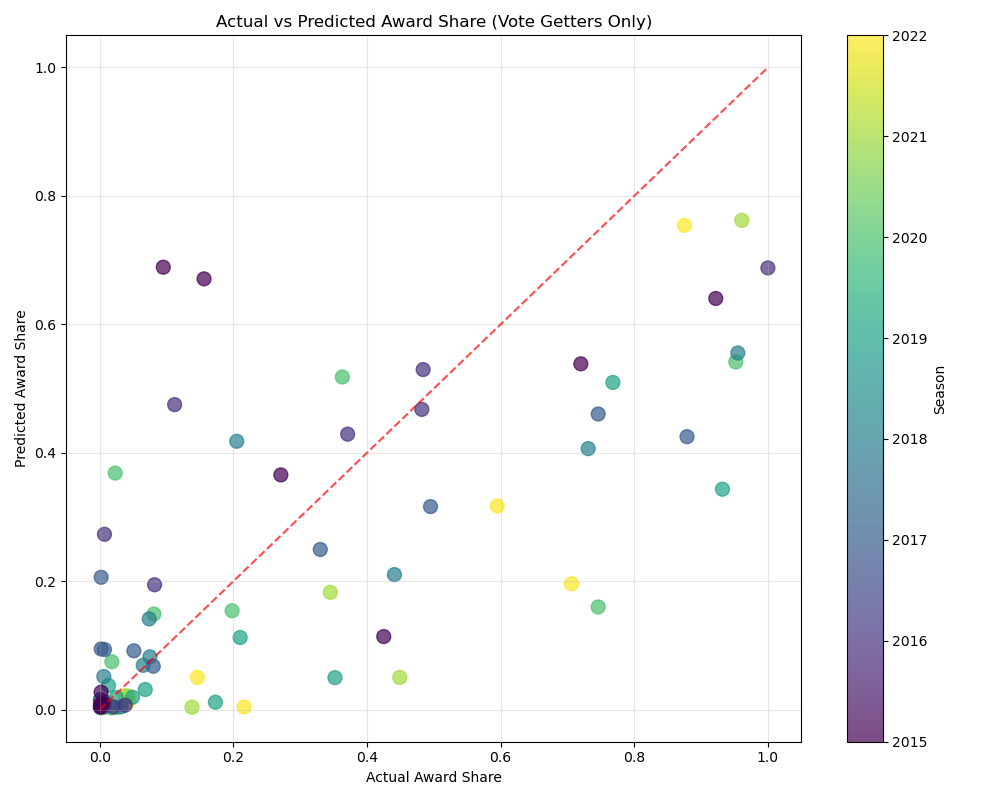 Actual vs Predicted Award Share (Vote Getters Only)
Predicted Award Share
1.0
0.8
0.6
0.4
0.2
0.0
0.0 0.2 0.4 0.6 0.8 1.0
Actual Award Share
2022
2021
2020
2019
2018
2017
2016
2015
Season